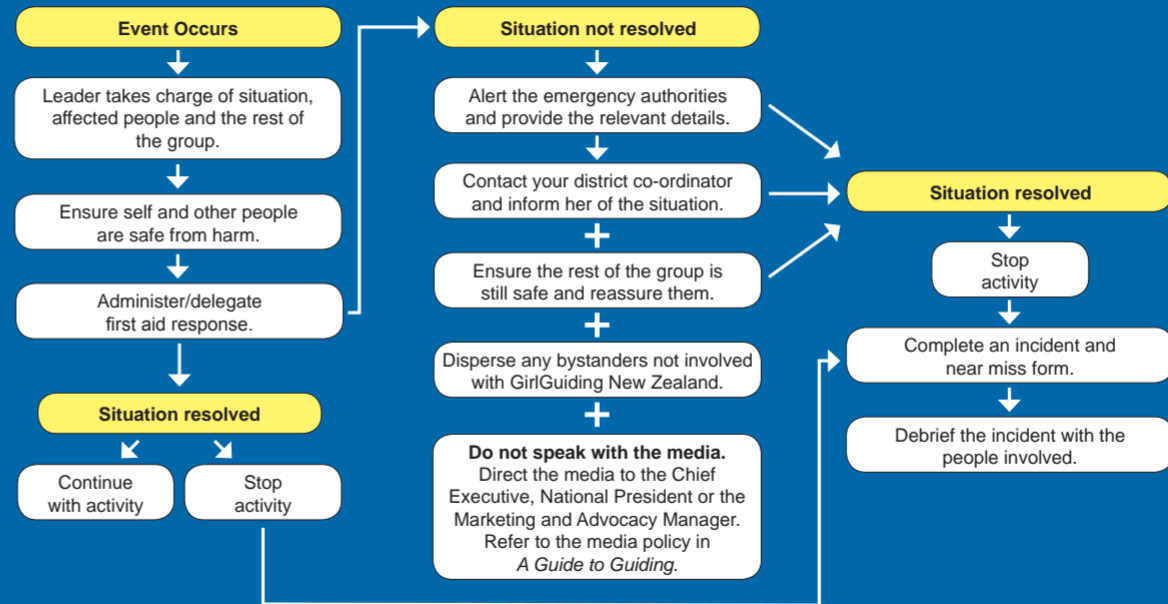 Event Occurs
Leader takes charge of situation,
affected people and the rest of
the group.
Ensure self and other people
are safe from harm.
Administer/delegate
first aid response.
Situation resolved
Continue
with activity
Stop
activity
Situation not resolved
Alert the emergency authorities
and provide the relevant details.
Contact your district co-ordinator
and inform her of the situation.
+
Ensure the rest of the group is
still safe and reassure them.
+
Disperse any bystanders not involved
with GirlGuiding New Zealand.
+
Do not speak with the media.
Direct the media to the Chief
Executive, National President or the
Marketing and Advocacy Manager.
Refer to the media policy in
A Guide to Guiding.
Situation resolved
Stop
activity
Complete an incident and
near miss form.
Debrief the incident with the
people involved.